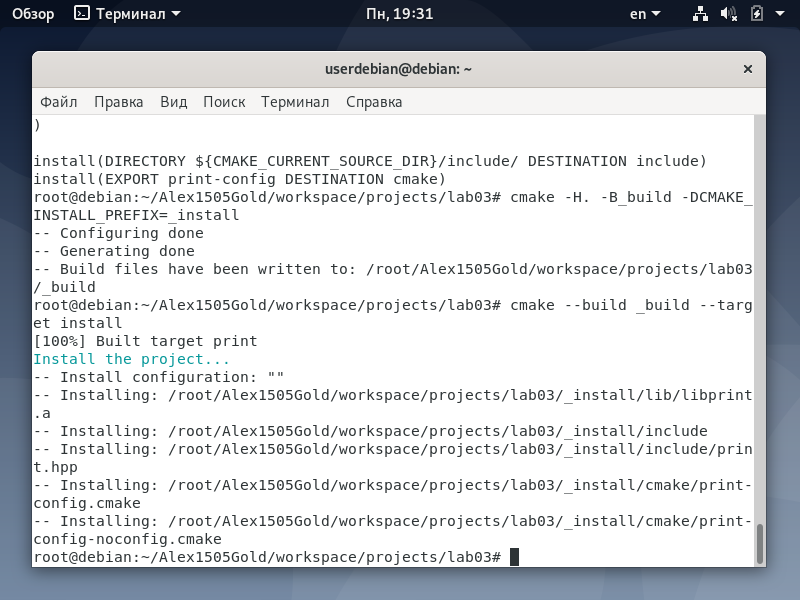 Обзор Терминал Пн, 19:31 en
userdebian@debian: ~ ×
Файл Правка Вид Поиск Терминал Справка
)
install(DIRECTORY ${CMAKE_CURRENT_SOURCE_DIR}/include/ DESTINATION include)
install(EXPORT print-config DESTINATION cmake)
root@debian:~/Alex1505Gold/workspace/projects/lab03# cmake -H. -B_build -DCMAKE_
INSTALL_PREFIX=_install
-- Configuring done
-- Generating done
-- Build files have been written to: /root/Alex1505Gold/workspace/projects/lab03
/_build
root@debian:~/Alex1505Gold/workspace/projects/lab03# cmake --build _build --targ
et install
[100%] Built target print
Install the project...
-- Install configuration: ""
-- Installing: /root/Alex1505Gold/workspace/projects/lab03/_install/lib/libprint
.a
-- Installing: /root/Alex1505Gold/workspace/projects/lab03/_install/include
-- Installing: /root/Alex1505Gold/workspace/projects/lab03/_install/include/prin
t.hpp
-- Installing: /root/Alex1505Gold/workspace/projects/lab03/_install/cmake/print-
config.cmake
-- Installing: /root/Alex1505Gold/workspace/projects/lab03/_install/cmake/print-
config-noconfig.cmake
root@debian:~/Alex1505Gold/workspace/projects/lab03#